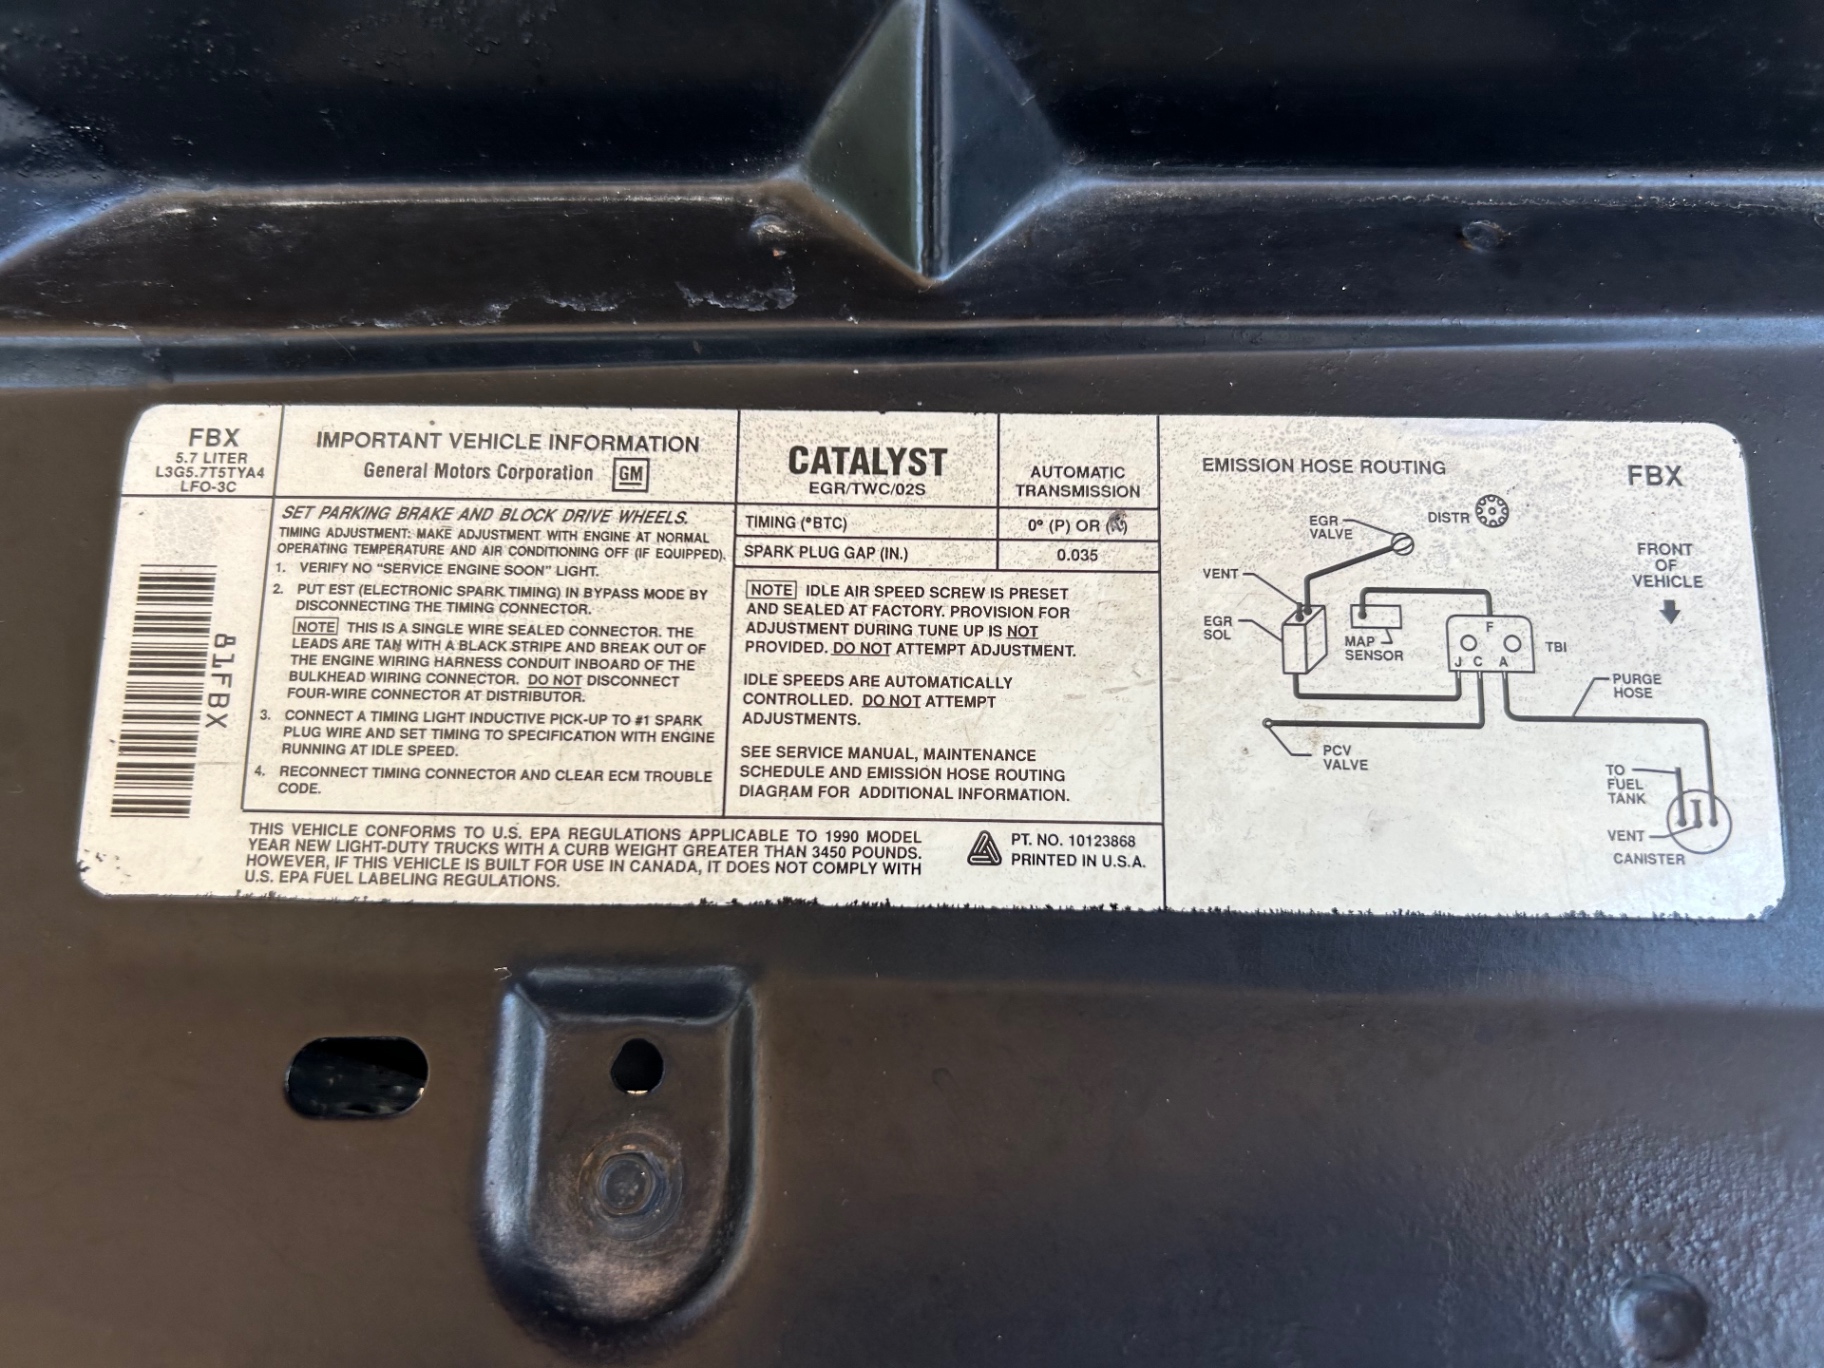 FBX
5.7 LITER
L3G5.7T5TYA4
LFO-3C
81FBX
IMPORTANT VEHICLE INFORMATION
General Motors Corporation GM
SET PARKING BRAKE AND BLOCK DRIVE WHEELS.
TIMING ADJUSTMENT: MAKE ADJUSTMENT WITH ENGINE AT NORMAL
OPERATING TEMPERATURE AND AIR CONDITIONING OFF (IF EQUIPPED).
1. VERIFY NO "SERVICE ENGINE SOON" LIGHT.
2. PUT EST (ELECTRONIC SPARK TIMING) IN BYPASS MODE BY
DISCONNECTING THE TIMING CONNECTOR.
NOTE THIS IS A SINGLE WIRE SEALED CONNECTOR. THE
LEADS ARE TAN WITH A BLACK STRIPE AND BREAK OUT OF
THE ENGINE WIRING HARNESS CONDUIT INBOARD OF THE
BULKHEAD WIRING CONNECTOR. DO NOT DISCONNECT
FOUR-WIRE CONNECTOR AT DISTRIBUTOR.
3. CONNECT A TIMING LIGHT INDUCTIVE PICK-UP TO #1 SPARK
PLUG WIRE AND SET TIMING TO SPECIFICATION WITH ENGINE
RUNNING AT IDLE SPEED.
4. RECONNECT TIMING CONNECTOR AND CLEAR ECM TROUBLE
CODE.
CATALYST
EGR/TWC/02S
AUTOMATIC
TRANSMISSION
TIMING (°BTC) 0° (P) OR (N)
SPARK PLUG GAP (IN.) 0.035
NOTE IDLE AIR SPEED SCREW IS PRESET
AND SEALED AT FACTORY. PROVISION FOR
ADJUSTMENT DURING TUNE UP IS NOT
PROVIDED. DO NOT ATTEMPT ADJUSTMENT.
IDLE SPEEDS ARE AUTOMATICALLY
CONTROLLED. DO NOT ATTEMPT
ADJUSTMENTS.
SEE SERVICE MANUAL, MAINTENANCE
SCHEDULE AND EMISSION HOSE ROUTING
DIAGRAM FOR ADDITIONAL INFORMATION.
THIS VEHICLE CONFORMS TO U.S. EPA REGULATIONS APPLICABLE TO 1990 MODEL
YEAR NEW LIGHT-DUTY TRUCKS WITH A CURB WEIGHT GREATER THAN 3450 POUNDS.
HOWEVER, IF THIS VEHICLE IS BUILT FOR USE IN CANADA, IT DOES NOT COMPLY WITH
U.S. EPA FUEL LABELING REGULATIONS.
PT. NO. 10123868
PRINTED IN U.S.A.
EMISSION HOSE ROUTING
FBX
EGR
VALVE
DISTR
FRONT
OF
VEHICLE
VENT
EGR
SOL
MAP
SENSOR
F
J C A
TBI
PURGE
HOSE
PCV
VALVE
TO
FUEL
TANK
VENT
CANISTER